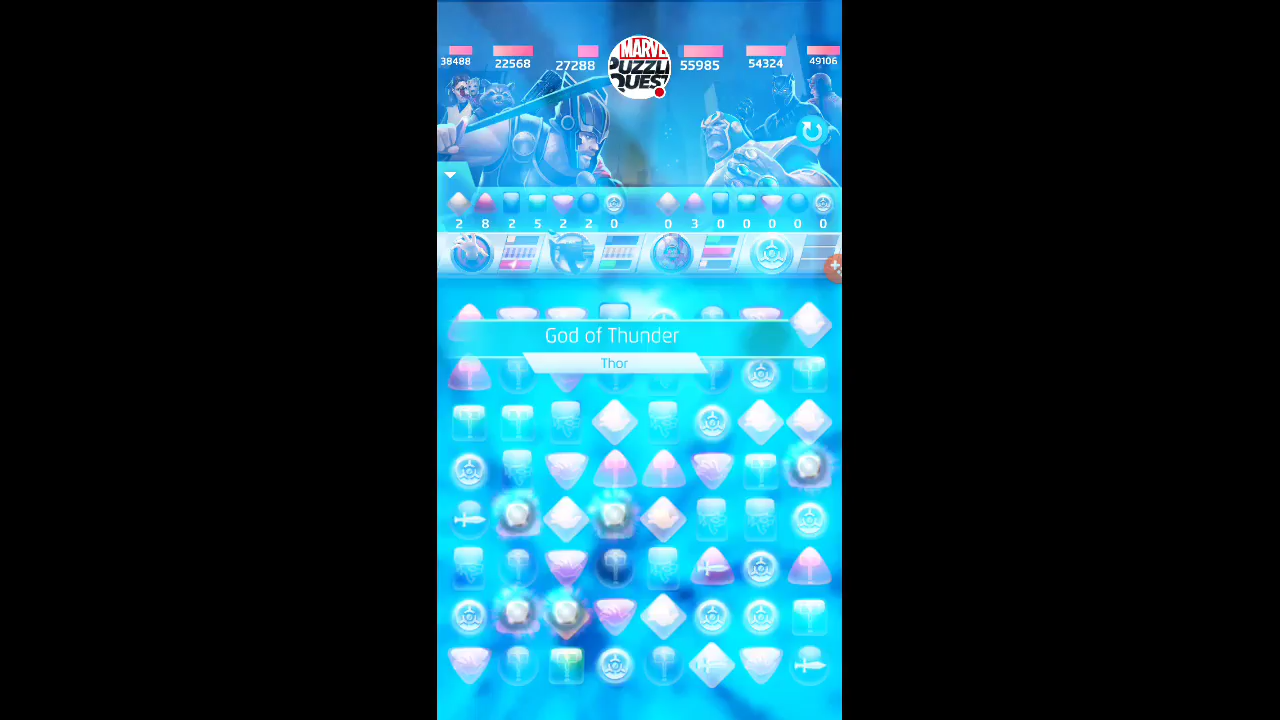 38488 22568 27288 MARVEL 55985 54324 49106
PUZZLE
QUEST
2 8 2 5 2 2 0 0 3 0 0 0 0 0
God of Thunder
Thor